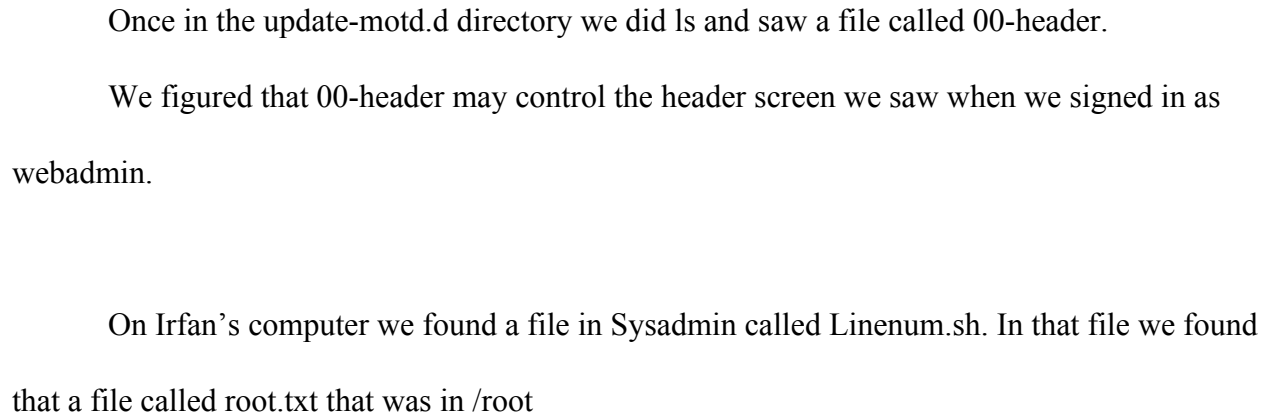 Once in the update-motd.d directory we did ls and saw a file called 00-header.
We figured that 00-header may control the header screen we saw when we signed in as
webadmin.
On Irfan’s computer we found a file in Sysadmin called Linenum.sh. In that file we found
that a file called root.txt that was in /root